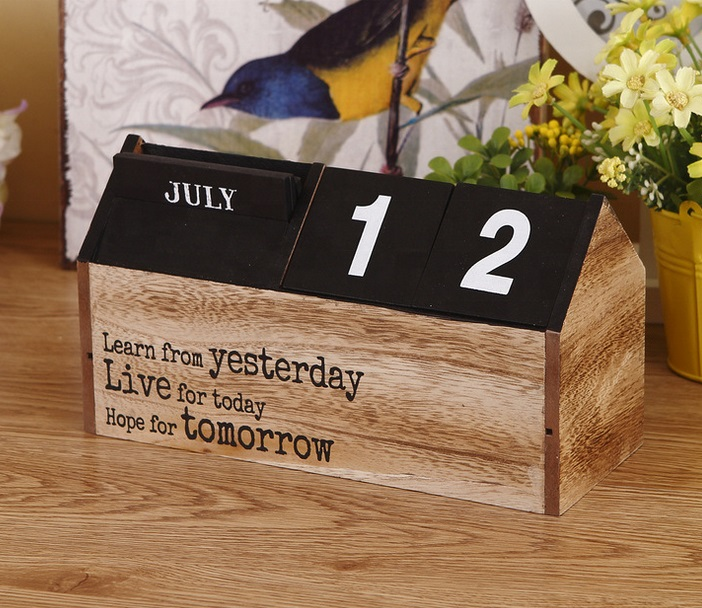 JULY 1 2
Learn from yesterday
Live for today
Hope for tomorrow